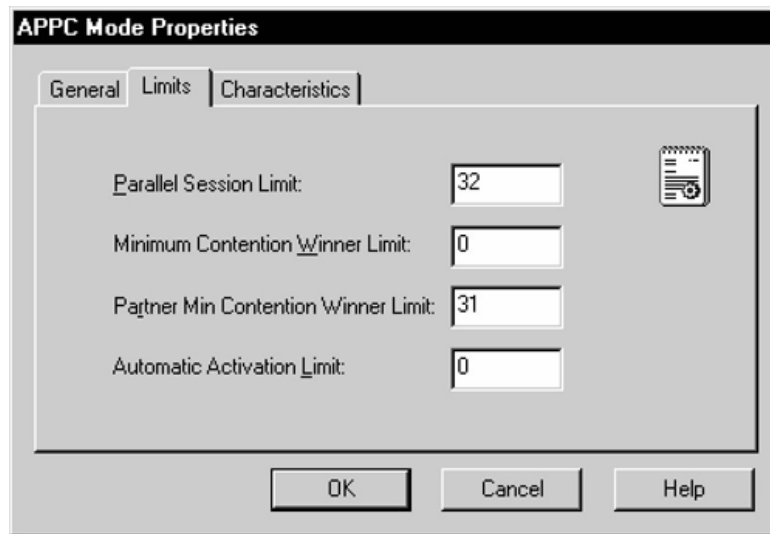 APPC Mode Properties
General Limits Characteristics
Parallel Session Limit: 32
Minimum Contention Winner Limit: 0
Partner Min Contention Winner Limit: 31
Automatic Activation Limit: 0
OK Cancel Help